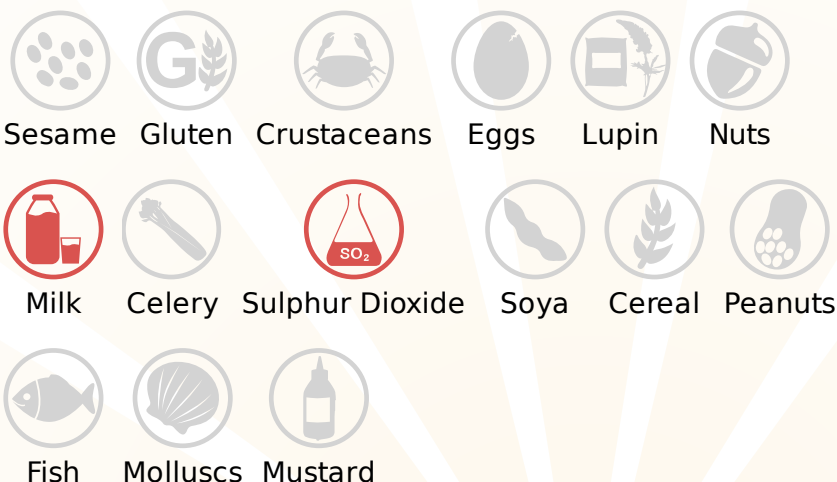 G
Sesame Gluten Crustaceans Eggs Lupin Nuts
SO₂
Milk Celery Sulphur Dioxide Soya Cereal Peanuts
Fish Molluscs Mustard